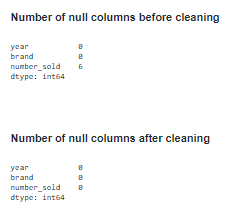 Number of null columns before cleaning
year 0
brand 0
number_sold 6
dtype: int64
Number of null columns after cleaning
year 0
brand 0
number_sold 0
dtype: int64